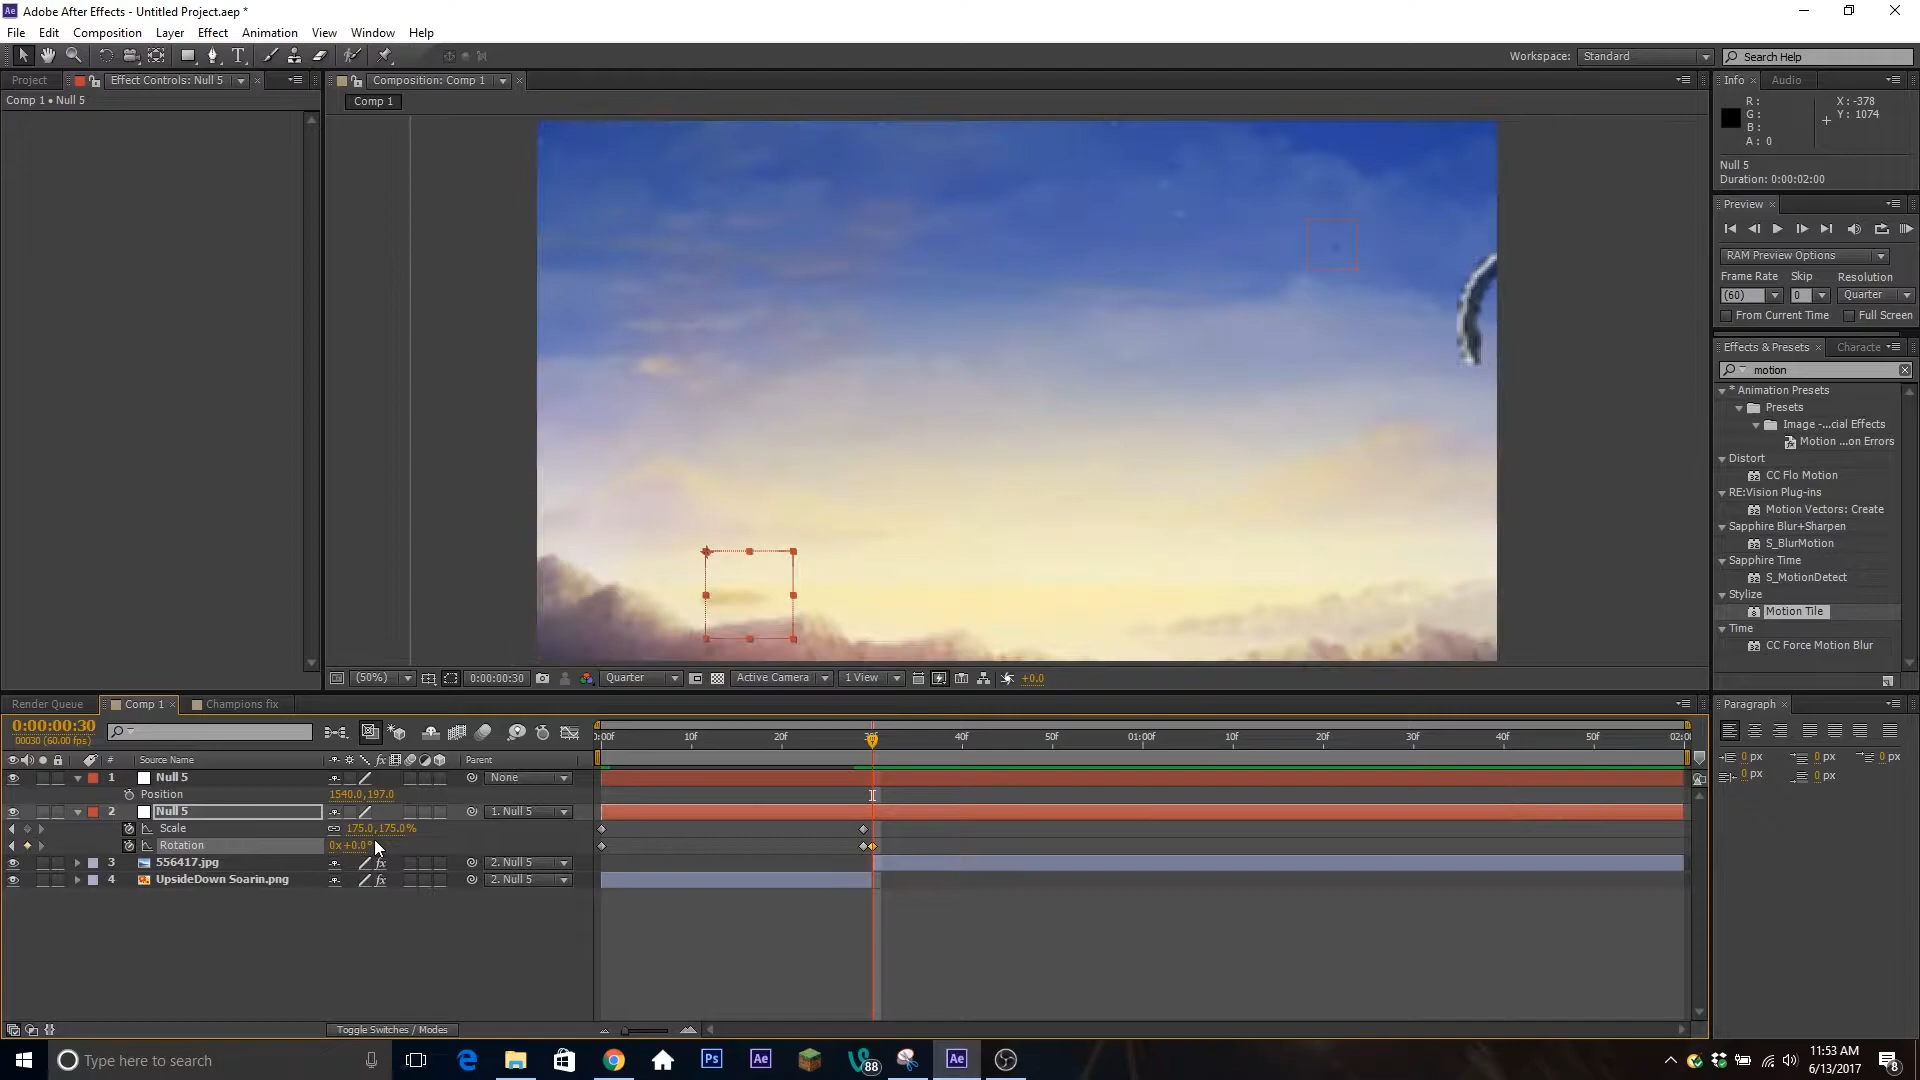 Adobe After Effects - Untitled Project.aep *
File Edit Composition Layer Effect Animation View Window Help
Workspace: Standard Search Help
Project Effect Controls: Null 5
Comp 1 • Null 5
Composition: Comp 1
Comp 1
Info Audio
R : X : -378
G : Y : 1074
B :
A : 0
Null 5
Duration: 0:00:02:00
Preview
RAM Preview Options
Frame Rate Skip Resolution
(60) 0 Quarter
From Current Time Full Screen
Effects & Presets Characte
motion
* Animation Presets
Presets
Image -...cial Effects
Motion ...on Errors
Distort
CC Flo Motion
RE:Vision Plug-ins
Motion Vectors: Create
Sapphire Blur+Sharpen
S_BlurMotion
Sapphire Time
S_MotionDetect
Stylize
Motion Tile
Time
CC Force Motion Blur
(50%) 0:00:00:30 Quarter Active Camera 1 View +0.0
Render Queue Comp 1 Champions fix
0:00:00:30
00030 (60.00 fps)
:00f 10f 20f 40f 50f 01:00f 10f 20f 30f 40f 50f 02:0
# Source Name Parent
1 Null 5 None
Position 1540.0,197.0
2 Null 5 1. Null 5
Scale 175.0,175.0%
Rotation 0x+0.0°
3 556417.jpg fx 2. Null 5
4 UpsideDown Soarin.png fx 2. Null 5
Toggle Switches / Modes
Paragraph
0 px 0 px 0 px
0 px 0 px
Type here to search
Ps Ae 88 Ae
11:53 AM
6/13/2017
8